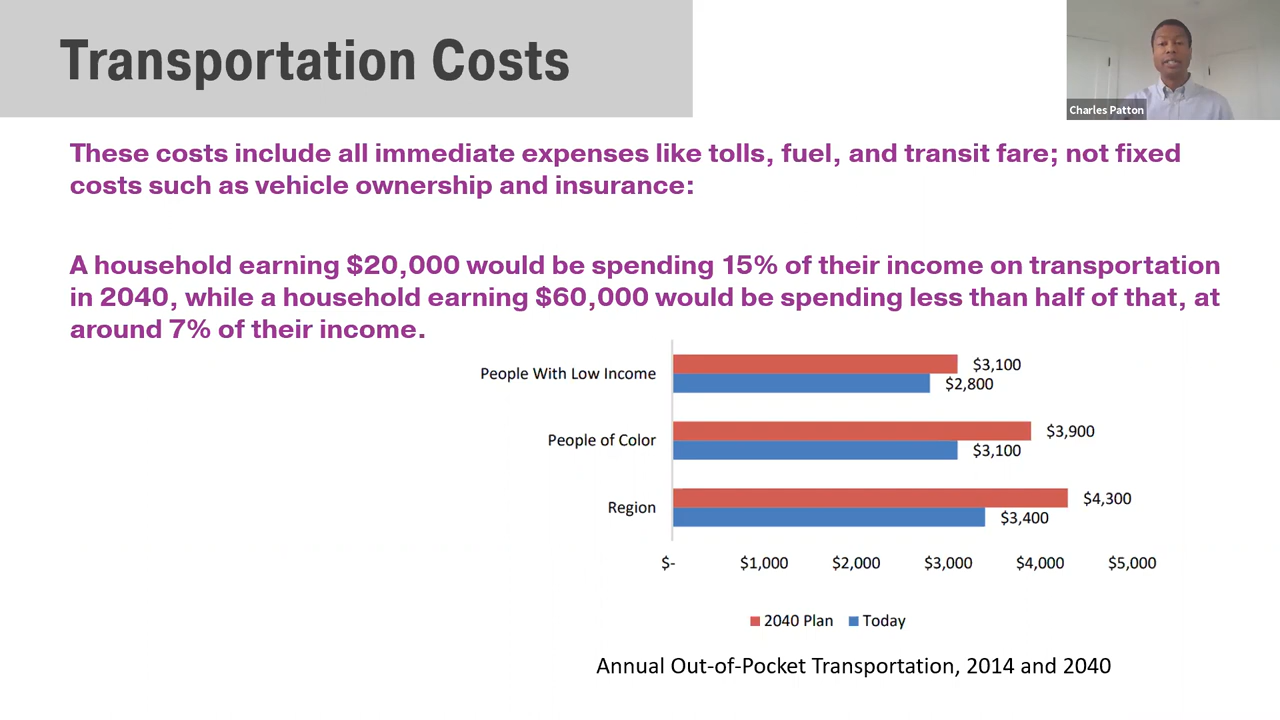 Transportation Costs
Charles Patton
These costs include all immediate expenses like tolls, fuel, and transit fare; not fixed
costs such as vehicle ownership and insurance:
A household earning $20,000 would be spending 15% of their income on transportation
in 2040, while a household earning $60,000 would be spending less than half of that, at
around 7% of their income.
People With Low Income
$3,100
$2,800
People of Color
$3,900
$3,100
Region
$4,300
$3,400
$- $1,000 $2,000 $3,000 $4,000 $5,000
2040 Plan Today
Annual Out-of-Pocket Transportation, 2014 and 2040